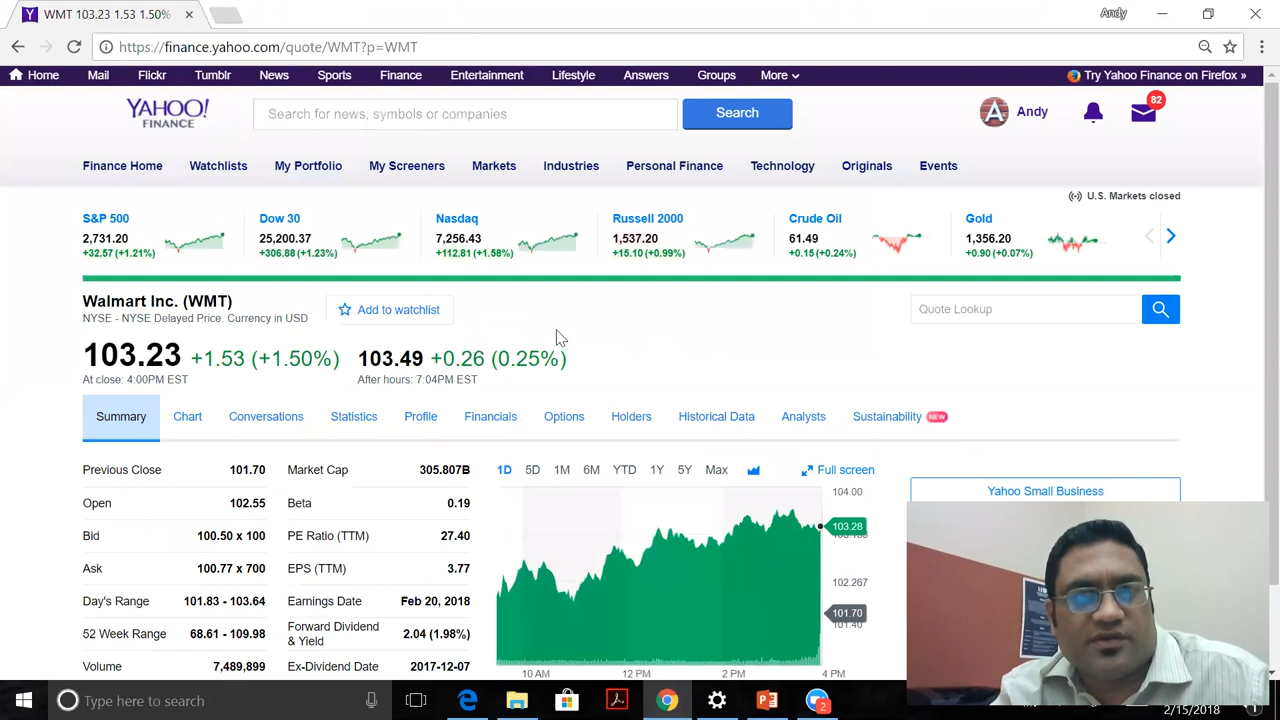 WMT 103.23 1.53 1.50%
Andy
https://finance.yahoo.com/quote/WMT?p=WMT
Home Mail Flickr Tumblr News Sports Finance Entertainment Lifestyle Answers Groups More Try Yahoo Finance on Firefox »
YAHOO!
FINANCE
Search for news, symbols or companies
Search
A
Andy
82
Finance Home Watchlists My Portfolio My Screeners Markets Industries Personal Finance Technology Originals Events
U.S. Markets closed
S&P 500 Dow 30 Nasdaq Russell 2000 Crude Oil Gold
2,731.20 25,200.37 7,256.43 1,537.20 61.49 1,356.20
+32.57 (+1.21%) +306.88 (+1.23%) +112.81 (+1.58%) +15.10 (+0.99%) +0.15 (+0.24%) +0.90 (+0.07%)
Walmart Inc. (WMT)
NYSE - NYSE Delayed Price. Currency in USD
Add to watchlist
Quote Lookup
103.23 +1.53 (+1.50%) 103.49 +0.26 (0.25%)
At close: 4:00PM EST After hours: 7:04PM EST
Summary Chart Conversations Statistics Profile Financials Options Holders Historical Data Analysts Sustainability NEW
Previous Close 101.70
Open 102.55
Bid 100.50 x 100
Ask 100.77 x 700
Day's Range 101.83 - 103.64
52 Week Range 68.61 - 109.98
Volume 7,489,899
Market Cap 305.807B
Beta 0.19
PE Ratio (TTM) 27.40
EPS (TTM) 3.77
Earnings Date Feb 20, 2018
Forward Dividend
& Yield 2.04 (1.98%)
Ex-Dividend Date 2017-12-07
1D 5D 1M 6M YTD 1Y 5Y Max Full screen
104.00
103.28
102.267
101.70
10 AM 12 PM 2 PM 4 PM
Yahoo Small Business
Type here to search
2
2/15/2018